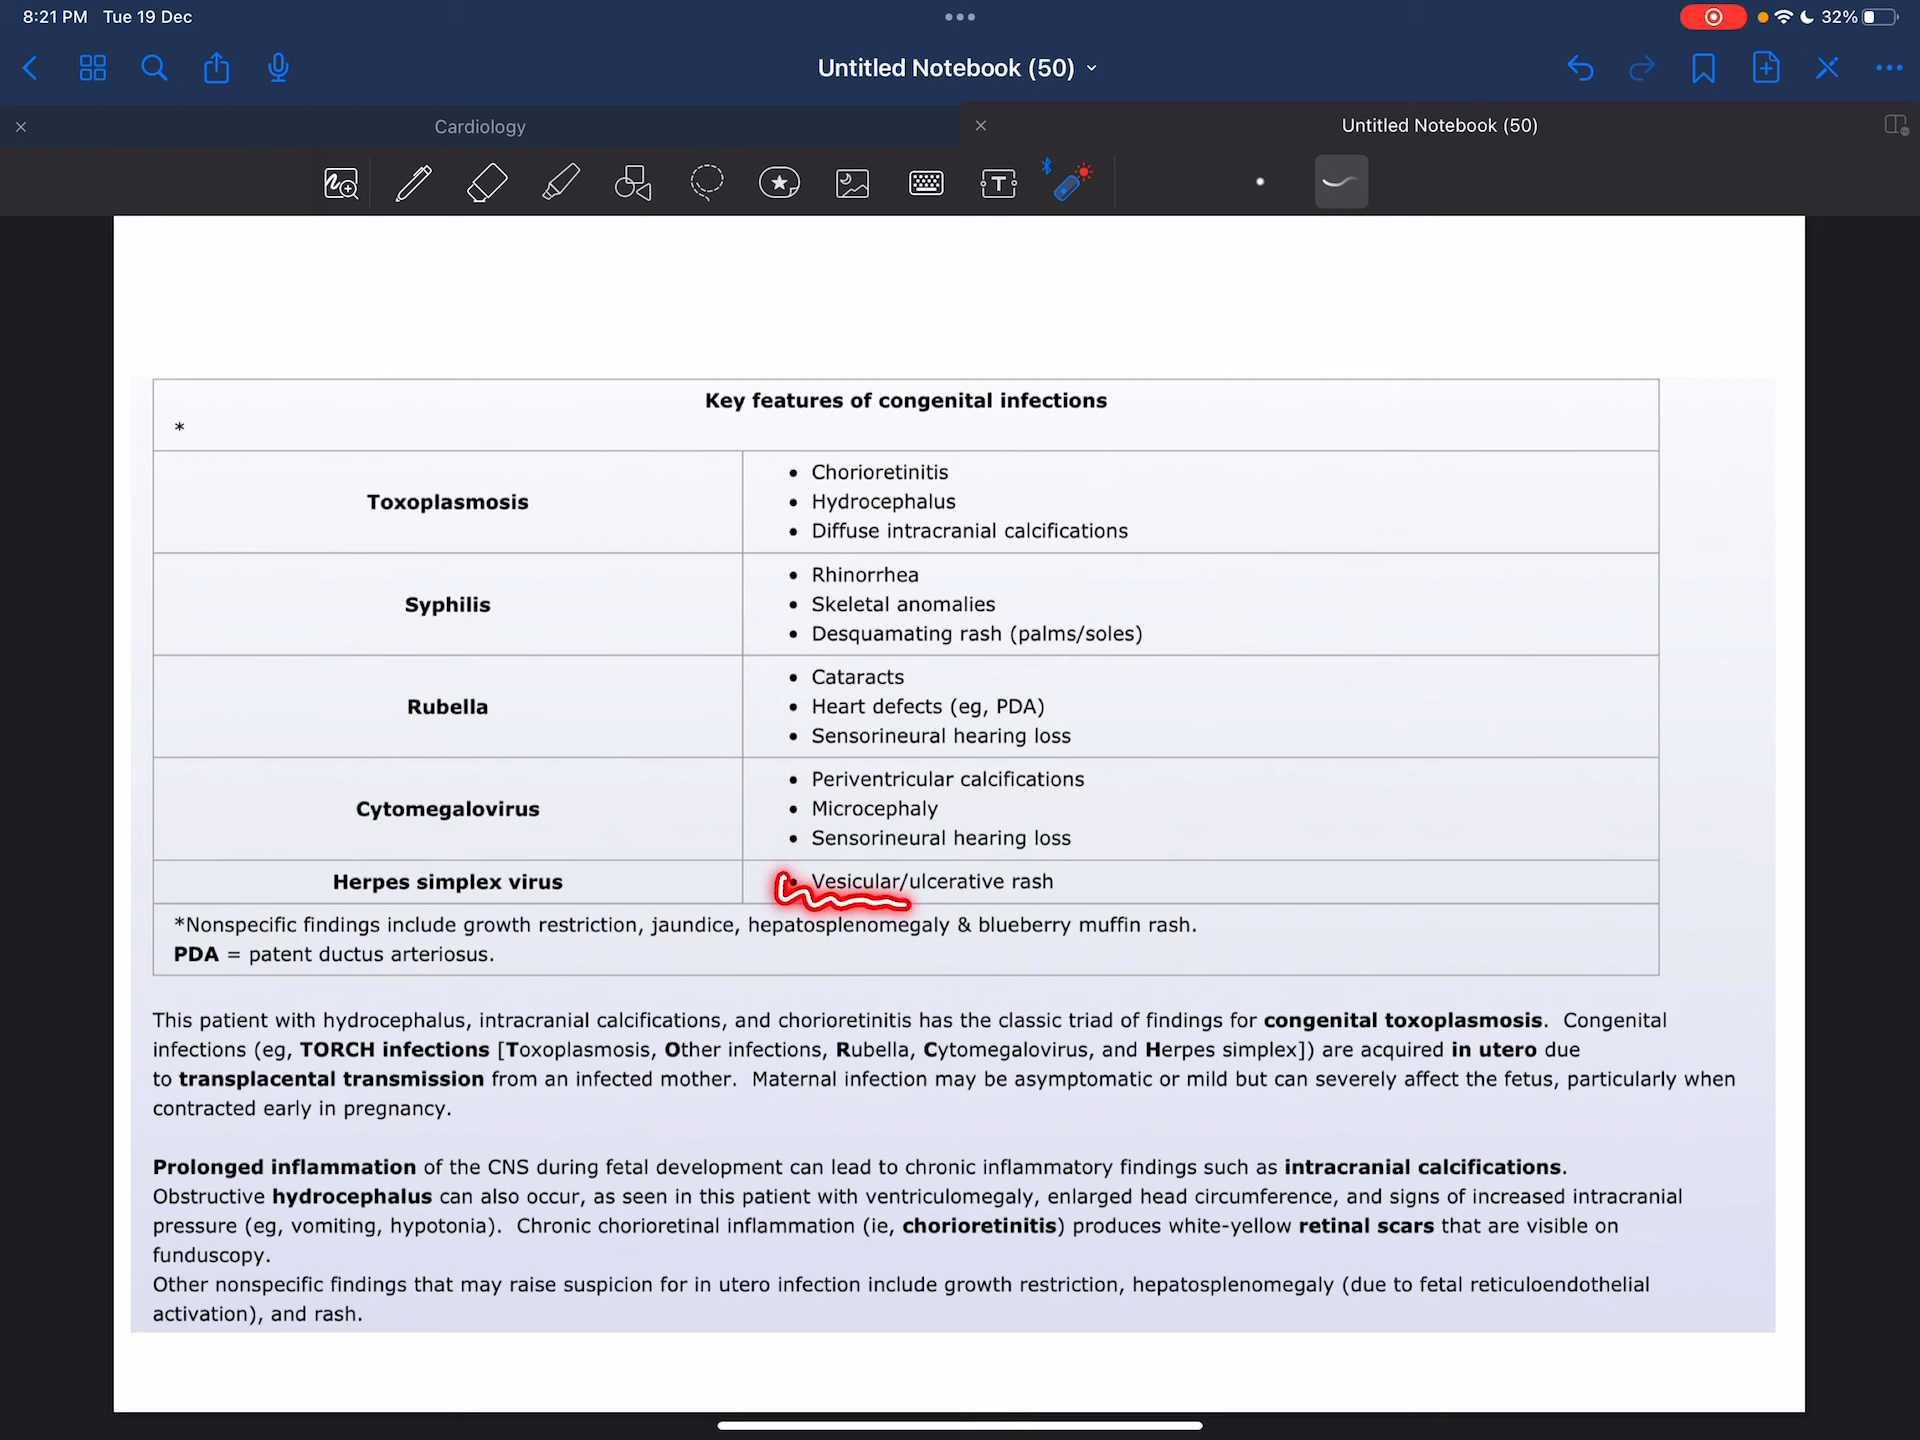 8:21 PM Tue 19 Dec
32%
Untitled Notebook (50)
Cardiology
Untitled Notebook (50)
Key features of congenital infections
*
Toxoplasmosis
• Chorioretinitis
• Hydrocephalus
• Diffuse intracranial calcifications
Syphilis
• Rhinorrhea
• Skeletal anomalies
• Desquamating rash (palms/soles)
Rubella
• Cataracts
• Heart defects (eg, PDA)
• Sensorineural hearing loss
Cytomegalovirus
• Periventricular calcifications
• Microcephaly
• Sensorineural hearing loss
Herpes simplex virus
• Vesicular/ulcerative rash
*Nonspecific findings include growth restriction, jaundice, hepatosplenomegaly & blueberry muffin rash.
PDA = patent ductus arteriosus.
This patient with hydrocephalus, intracranial calcifications, and chorioretinitis has the classic triad of findings for congenital toxoplasmosis. Congenital
infections (eg, TORCH infections [Toxoplasmosis, Other infections, Rubella, Cytomegalovirus, and Herpes simplex]) are acquired in utero due
to transplacental transmission from an infected mother. Maternal infection may be asymptomatic or mild but can severely affect the fetus, particularly when
contracted early in pregnancy.
Prolonged inflammation of the CNS during fetal development can lead to chronic inflammatory findings such as intracranial calcifications.
Obstructive hydrocephalus can also occur, as seen in this patient with ventriculomegaly, enlarged head circumference, and signs of increased intracranial
pressure (eg, vomiting, hypotonia). Chronic chorioretinal inflammation (ie, chorioretinitis) produces white-yellow retinal scars that are visible on
funduscopy.
Other nonspecific findings that may raise suspicion for in utero infection include growth restriction, hepatosplenomegaly (due to fetal reticuloendothelial
activation), and rash.